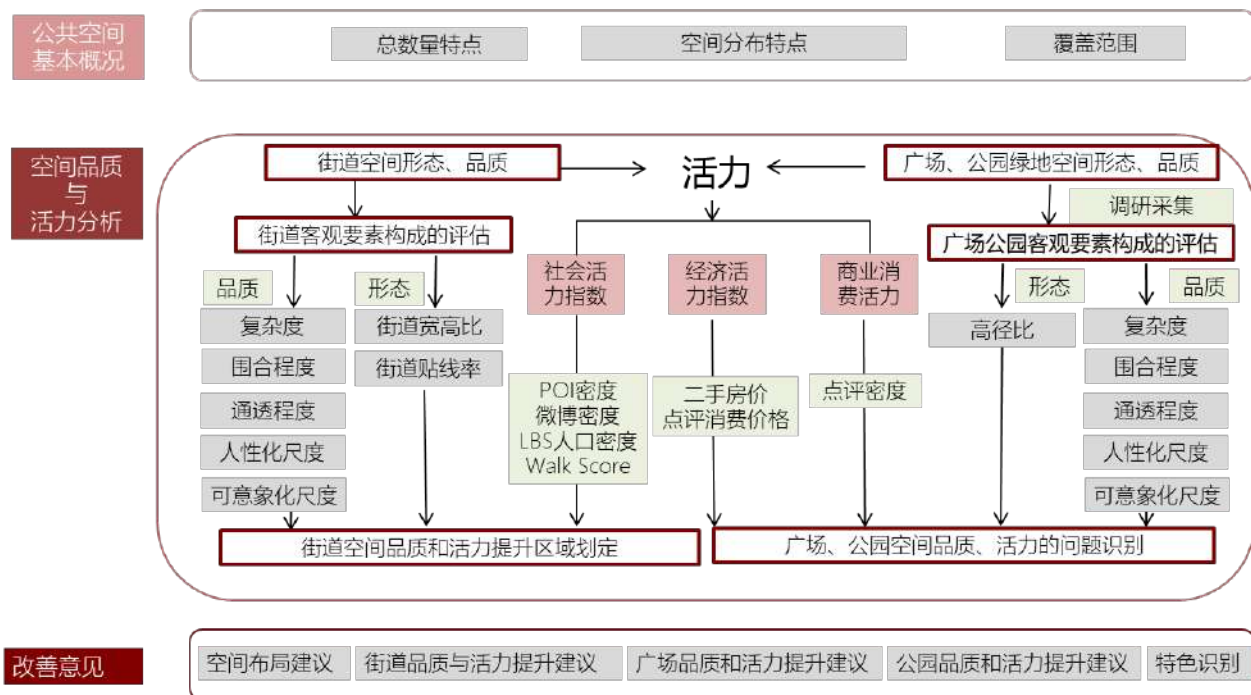 公共空间
基本概况
总数量特点
空间分布特点
覆盖范围
空间品质
与
活力分析
街道空间形态、品质
活力
广场、公园绿地空间形态、品质
调研采集
街道客观要素构成的评估
广场公园客观要素构成的评估
品质
形态
社会活
力指数
经济活
力指数
商业消
费活力
形态
品质
复杂度
围合程度
通透程度
人性化尺度
可意象化尺度
街道宽高比
街道贴线率
POI密度
微博密度
LBS人口密度
Walk Score
二手房价
点评消费价格
点评密度
高径比
复杂度
围合程度
通透程度
人性化尺度
可意象化尺度
街道空间品质和活力提升区域划定
广场、公园空间品质、活力的问题识别
改善意见
空间布局建议
街道品质与活力提升建议
广场品质和活力提升建议
公园品质和活力提升建议
特色识别